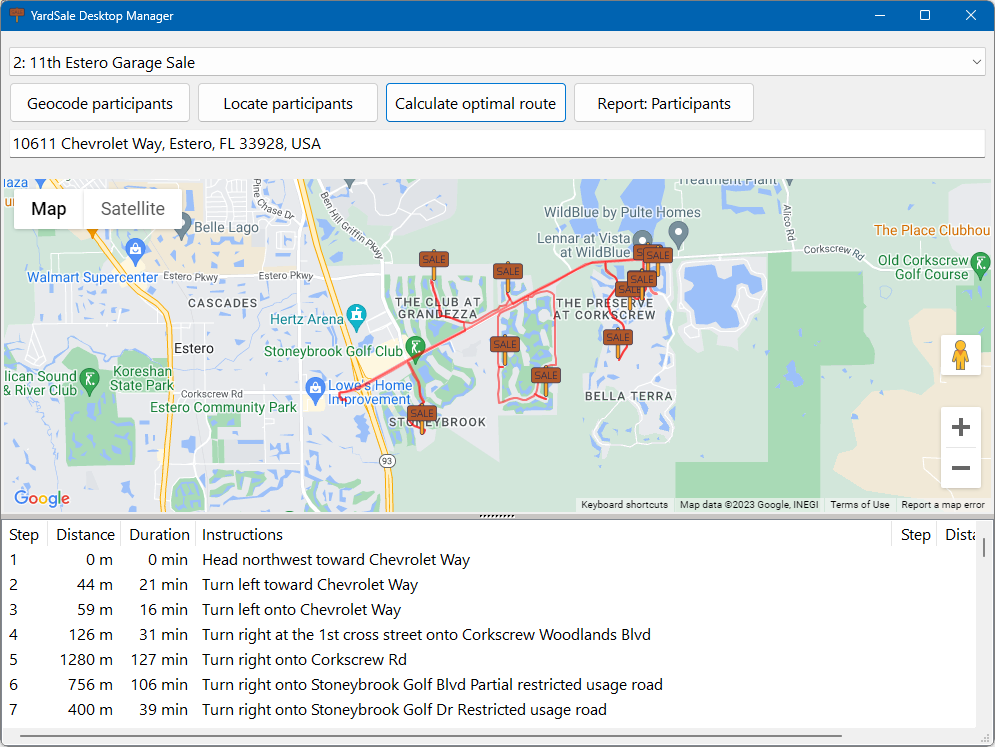 YardSale Desktop Manager
2: 11th Estero Garage Sale
Geocode participants
Locate participants
Calculate optimal route
Report: Participants
10611 Chevrolet Way, Estero, FL 33928, USA
Map
Satellite
Pine Chase Dr
Ben Hill Griffin Pkwy
Treatment Plant
Alico Rd
WildBlue by Pulte Homes
Belle Lago
The Place Clubhou
Lennar at Vista
at WildBlue
Corkscrew Rd
Old Corkscrew
Golf Course
Walmart Supercenter
Estero Pkwy
Estero Pkwy
SALE
SALE
SALE
SALE
SALE
CASCADES
THE CLUB AT
GRANDEZZA
THE PRESERVE
AT CORKSCREW
Hertz Arena
SALE
SALE
Estero
Stoneybrook Golf Club
Koreshan
State Park
SALE
lican Sound
& River Club
Lowe's Home
Improvement
Corkscrew Rd
Estero Community Park
BELLA TERRA
SALE
STONEYBROOK
93
Google
Keyboard shortcuts
Map data ©2023 Google, INEGI
Terms of Use
Report a map error
Step Distance Duration Instructions Step Dista
1 0 m 0 min Head northwest toward Chevrolet Way
2 44 m 21 min Turn left toward Chevrolet Way
3 59 m 16 min Turn left onto Chevrolet Way
4 126 m 31 min Turn right at the 1st cross street onto Corkscrew Woodlands Blvd
5 1280 m 127 min Turn right onto Corkscrew Rd
6 756 m 106 min Turn right onto Stoneybrook Golf Blvd Partial restricted usage road
7 400 m 39 min Turn right onto Stoneybrook Golf Dr Restricted usage road